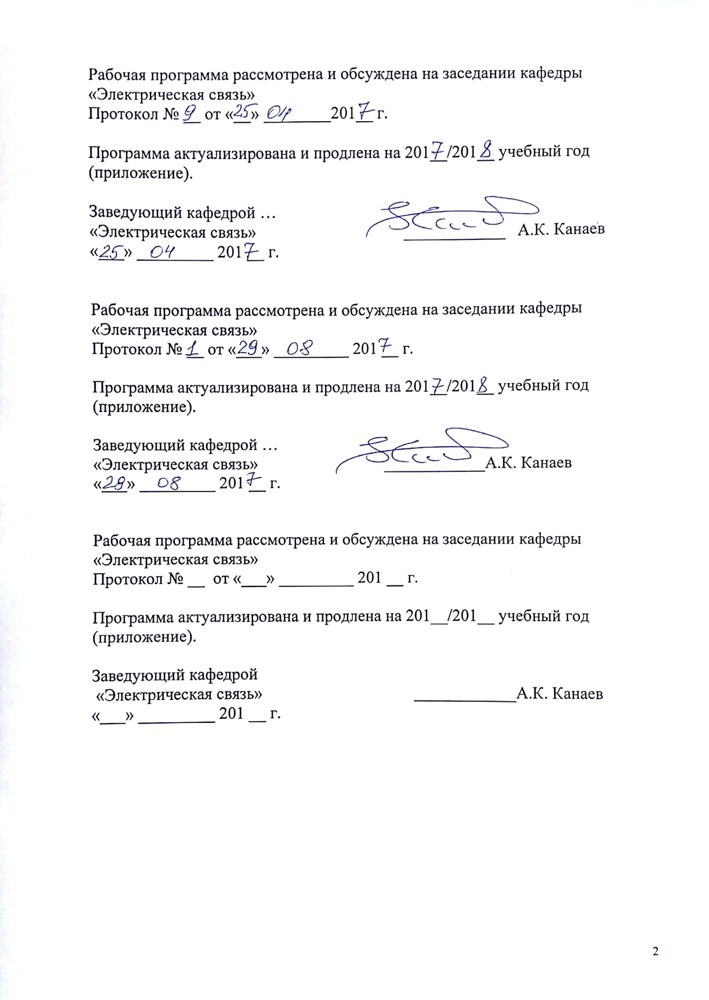 Рабочая программа рассмотрена и обсуждена на заседании кафедры
«Электрическая связь»
Протокол № 9 от «25» 04 2017 г.
Программа актуализирована и продлена на 2017/2018 учебный год
(приложение).
Заведующий кафедрой …
«Электрическая связь» А.К. Канаев
«25» 04 2017 г.
Рабочая программа рассмотрена и обсуждена на заседании кафедры
«Электрическая связь»
Протокол № 1 от «29» 08 2017 г.
Программа актуализирована и продлена на 2017/2018 учебный год
(приложение).
Заведующий кафедрой …
«Электрическая связь» А.К. Канаев
«29» 08 2017 г.
Рабочая программа рассмотрена и обсуждена на заседании кафедры
«Электрическая связь»
Протокол № __ от «___» _________ 201 __ г.
Программа актуализирована и продлена на 201__/201__ учебный год
(приложение).
Заведующий кафедрой
«Электрическая связь» ____________А.К. Канаев
«___» _________ 201 __ г.
2